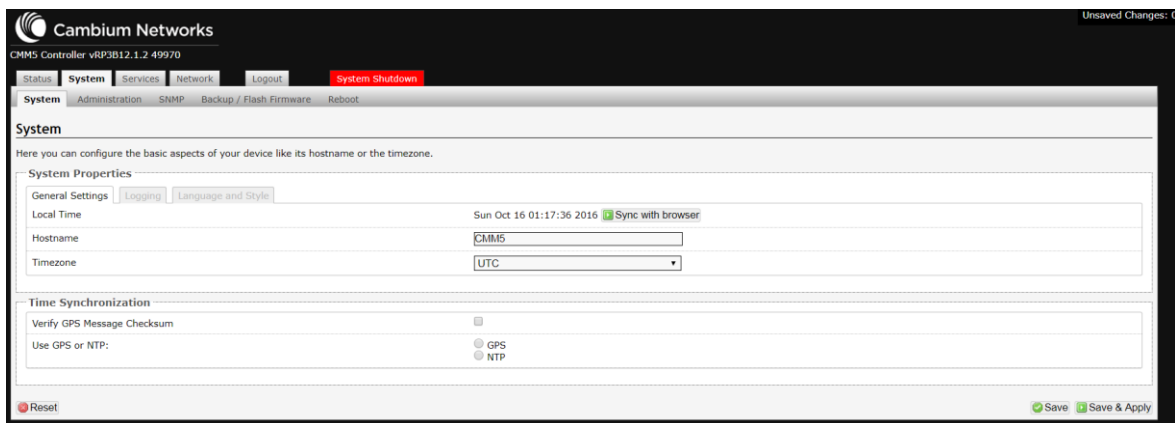 Unsaved Changes:
Cambium Networks
CMM5 Controller vRP3B12.1.2 49970
Status System Services Network Logout System Shutdown
System Administration SNMP Backup / Flash Firmware Reboot
System
Here you can configure the basic aspects of your device like its hostname or the timezone.
System Properties
General Settings Logging Language and Style
Local Time Sun Oct 16 01:17:36 2016 Sync with browser
Hostname CMM5
Timezone UTC
Time Synchronization
Verify GPS Message Checksum
Use GPS or NTP: GPS
NTP
Reset Save Save & Apply